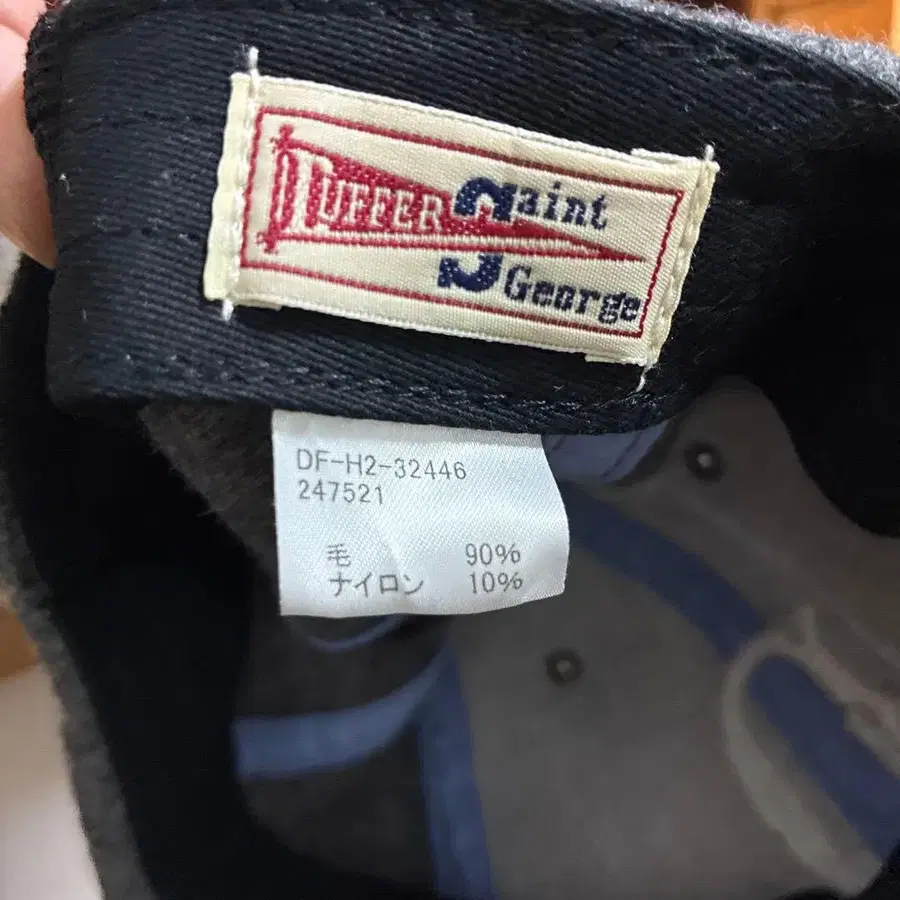 DUFFER
Saint
George
DF-H2-32446
247521
毛 90%
ナイロン 10%